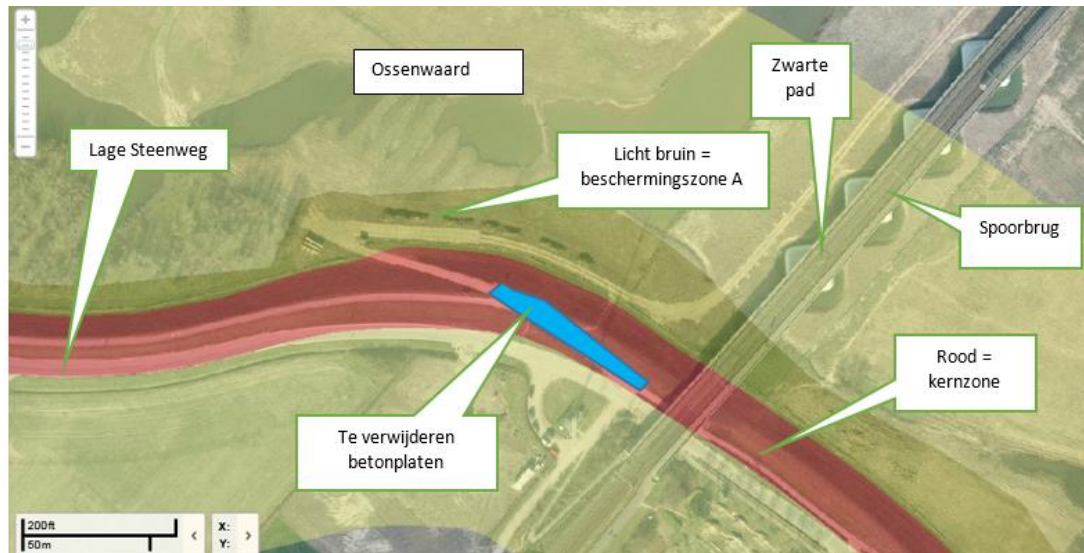 Ossenwaard
Zwarte
pad
Lage Steenweg
Licht bruin =
beschermingszone A
Spoorbrug
Rood =
kernzone
Te verwijderen
betonplaten
200ft
50m
X:
Y: